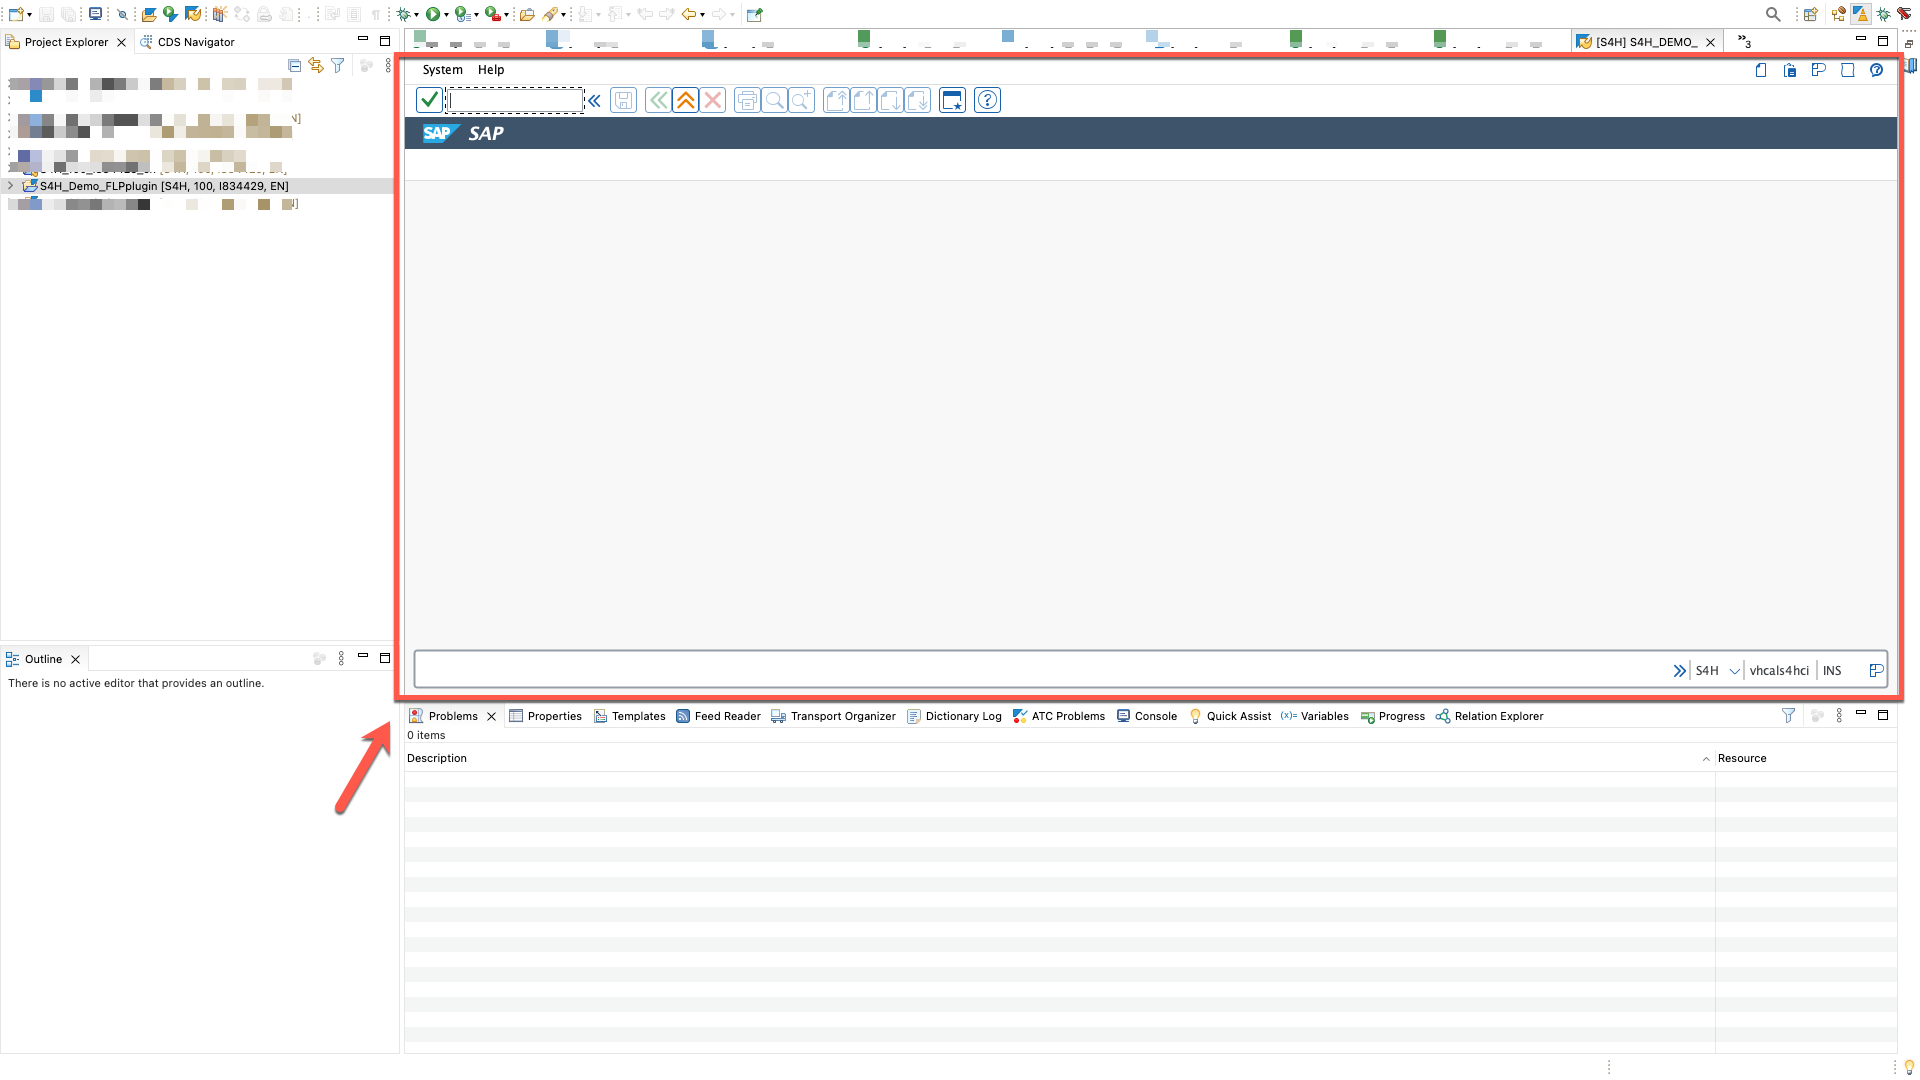 Project Explorer
CDS Navigator
[S4H] S4H_DEMO_
3
System Help
SAP SAP
S4H_Demo_FLPplugin [S4H, 100, I834429, EN]
S4H
vhcals4hci
INS
Outline
There is no active editor that provides an outline.
Problems
Properties
Templates
Feed Reader
Transport Organizer
Dictionary Log
ATC Problems
Console
Quick Assist
(x)= Variables
Progress
Relation Explorer
0 items
Description
Resource